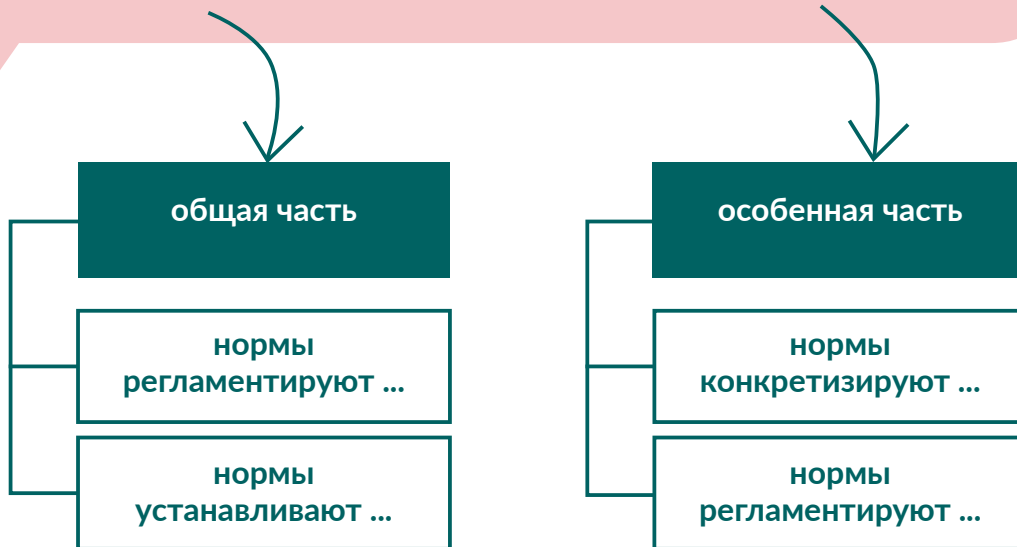 общая часть
нормы
регламентируют ...
нормы
устанавливают ...
особенная часть
нормы
конкретизируют ...
нормы
регламентируют ...